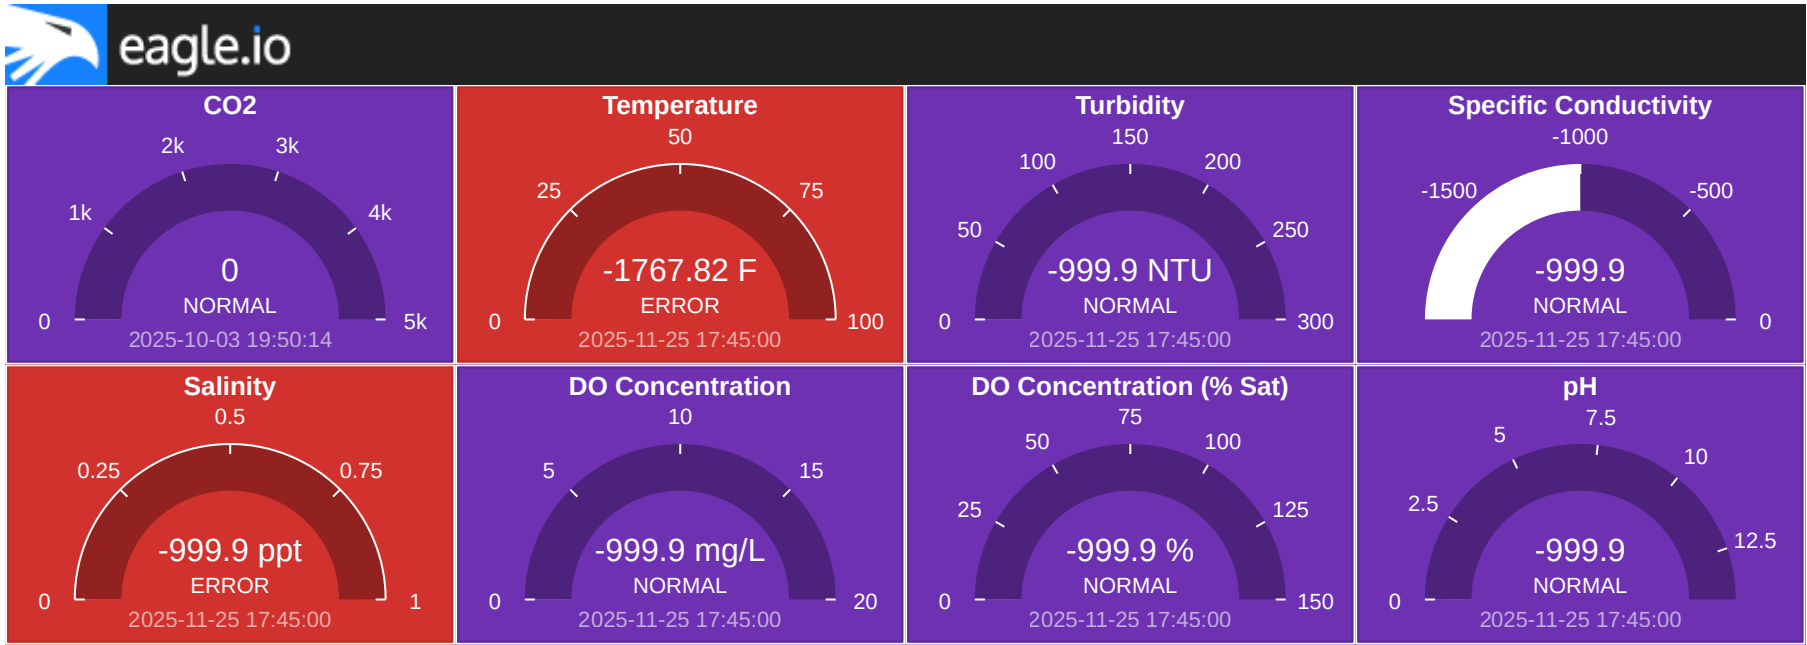 eagle.io
CO2
2k
3k
1k
4k
0
NORMAL
0
5k
2025-10-03 19:50:14
Temperature
50
25
75
-1767.82 F
ERROR
0
100
2025-11-25 17:45:00
Turbidity
150
100
200
50
250
-999.9 NTU
NORMAL
0
300
2025-11-25 17:45:00
Specific Conductivity
-1000
-1500
-500
-999.9
NORMAL
0
2025-11-25 17:45:00
Salinity
0.5
0.25
0.75
-999.9 ppt
ERROR
0
1
2025-11-25 17:45:00
DO Concentration
10
5
15
-999.9 mg/L
NORMAL
0
20
2025-11-25 17:45:00
DO Concentration (% Sat)
75
50
100
25
125
-999.9 %
NORMAL
0
150
2025-11-25 17:45:00
pH
7.5
5
10
2.5
12.5
-999.9
NORMAL
0
2025-11-25 17:45:00